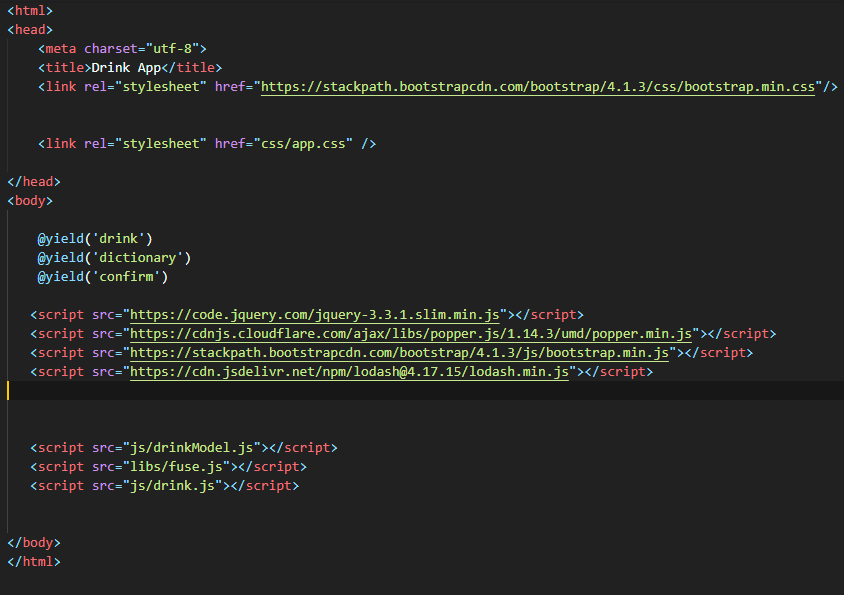 <html>
<head>
    <meta charset="utf-8">
    <title>Drink App</title>
    <link rel="stylesheet" href="https://stackpath.bootstrapcdn.com/bootstrap/4.1.3/css/bootstrap.min.css"/>
    <link rel="stylesheet" href="css/app.css" />
</head>
<body>
    @yield('drink')
    @yield('dictionary')
    @yield('confirm')
   <script src="https://code.jquery.com/jquery-3.3.1.slim.min.js"></script>
   <script src="https://cdnjs.cloudflare.com/ajax/libs/popper.js/1.14.3/umd/popper.min.js"></script>
   <script src="https://stackpath.bootstrapcdn.com/bootstrap/4.1.3/js/bootstrap.min.js"></script>
   <script src="https://cdn.jsdelivr.net/npm/lodash@4.17.15/lodash.min.js"></script>
   <script src="js/drinkModel.js"></script>
   <script src="libs/fuse.js"></script>
   <script src="js/drink.js"></script>
</body>
</html>